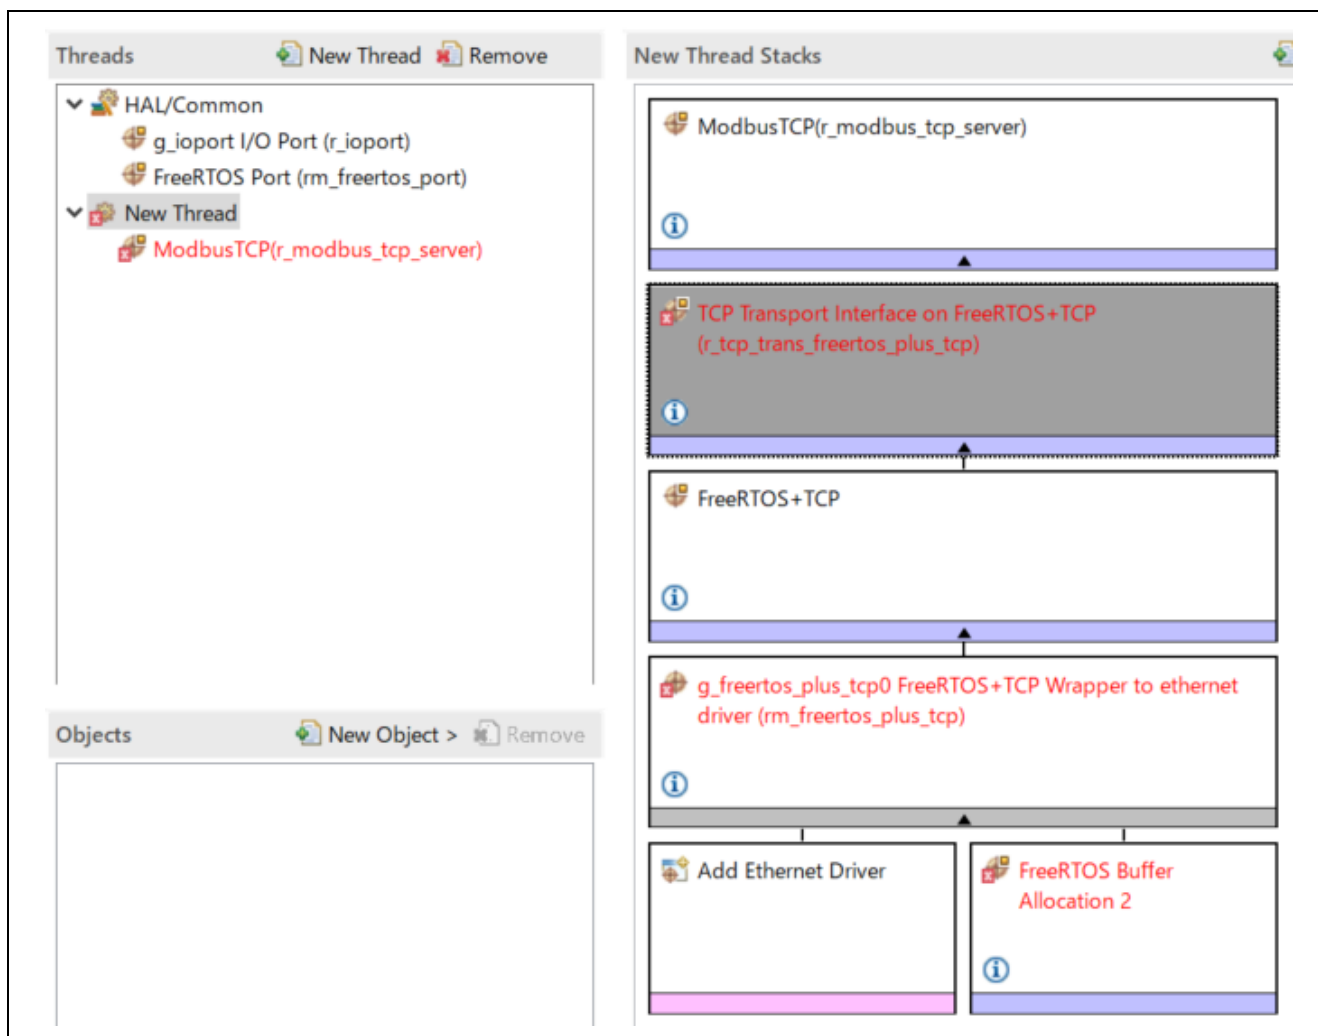 Threads
New Thread
Remove
HAL/Common
g_ioport I/O Port (r_ioport)
FreeRTOS Port (rm_freertos_port)
New Thread
ModbusTCP(r_modbus_tcp_server)
Objects
New Object >
Remove
New Thread Stacks
ModbusTCP(r_modbus_tcp_server)
TCP Transport Interface on FreeRTOS+TCP
(r_tcp_trans_freertos_plus_tcp)
FreeRTOS+TCP
g_freertos_plus_tcp0 FreeRTOS+TCP Wrapper to ethernet
driver (rm_freertos_plus_tcp)
Add Ethernet Driver
FreeRTOS Buffer
Allocation 2